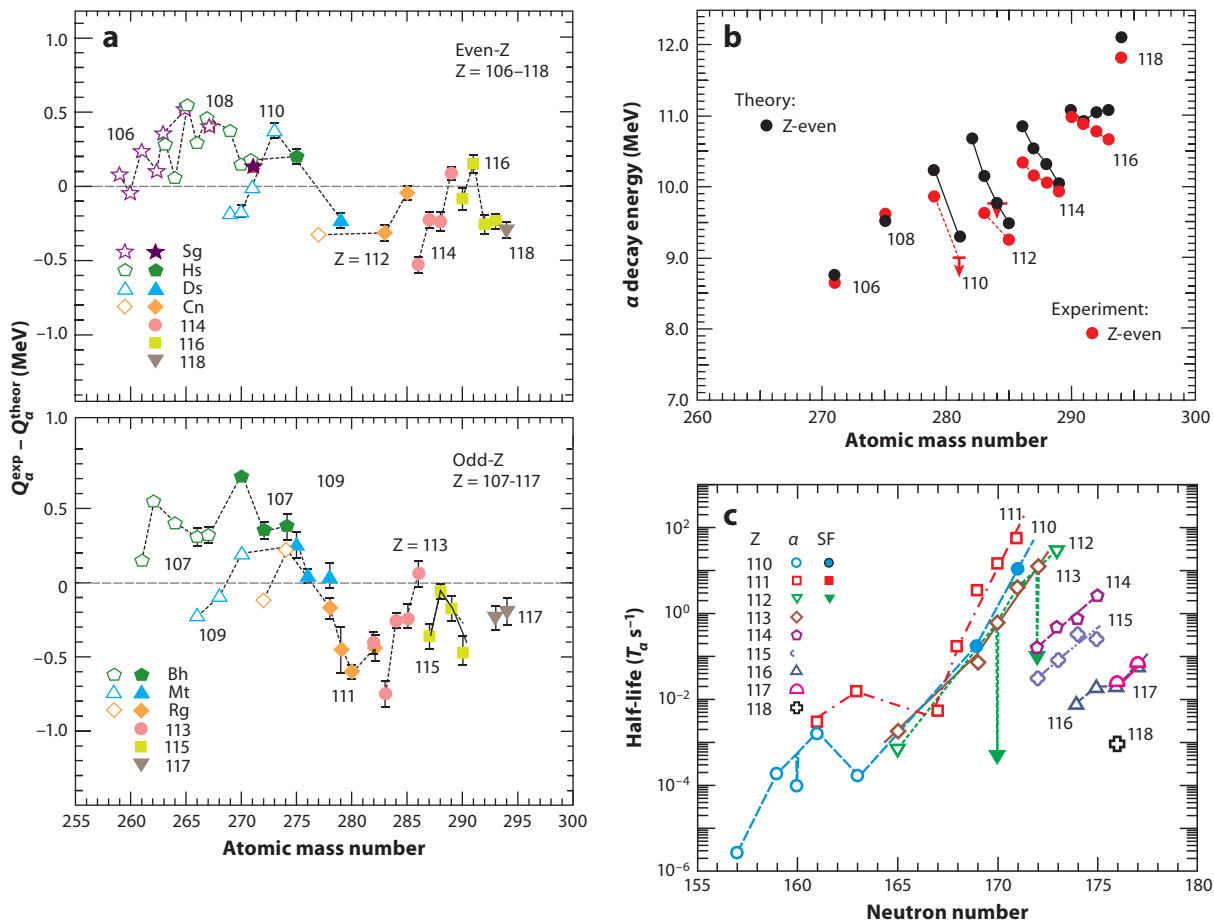 a
Even-Z
Z = 106–118
1.0
0.5
0
–0.5
–1.0
106
108
110
Z = 112
114
116
118
Sg
Hs
Ds
Cn
114
116
118
Q_α^exp – Q_α^theor (MeV)
Odd-Z
Z = 107-117
1.0
0.5
0
–0.5
–1.0
107
109
107
109
111
Z = 113
115
117
Bh
Mt
Rg
113
115
117
255 260 265 270 275 280 285 290 295 300
Atomic mass number
b
α decay energy (MeV)
12.0
11.0
10.0
9.0
8.0
7.0
Theory:
Z-even
106
108
110
112
114
116
118
Experiment:
Z-even
260 270 280 290 300
Atomic mass number
c
Half-life (T_α s⁻¹)
10²
10⁰
10⁻²
10⁻⁴
10⁻⁶
Z α SF
110
111
112
113
114
115
116
117
118
111
110
112
113
114
115
116
117
118
155 160 165 170 175 180
Neutron number